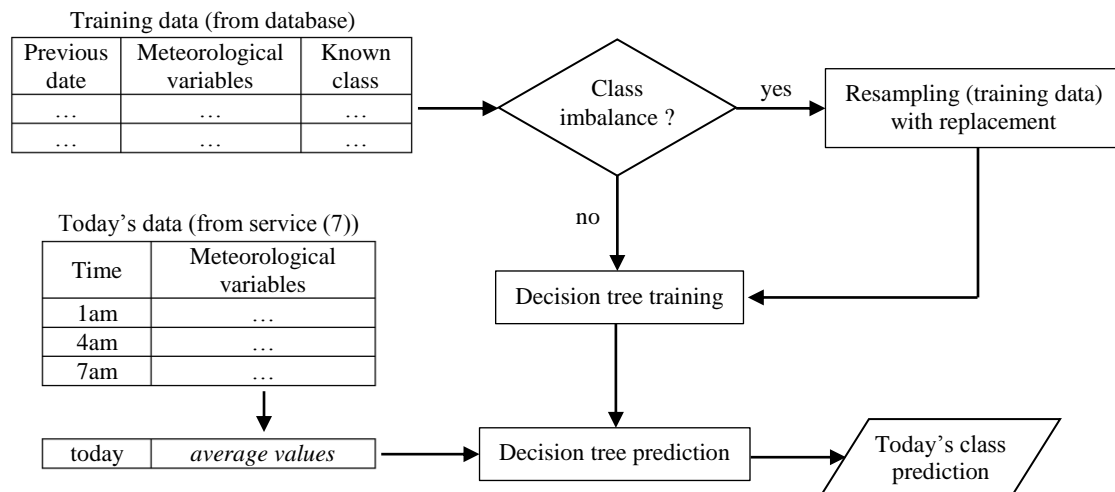 Training data (from database)
Previous date
Meteorological variables
Known class
… … …
… … …
Class
imbalance ?
yes
Resampling (training data)
with replacement
no
Today’s data (from service (7))
Time
Meteorological
variables
1am …
4am …
7am …
Decision tree training
today average values
Decision tree prediction
Today’s class
prediction